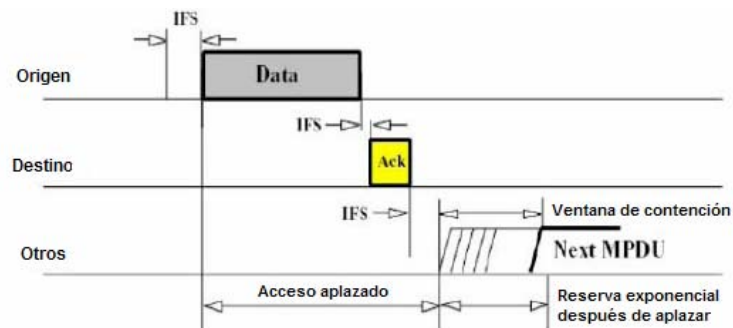 IFS
Origen
Data
IFS
Destino
Ack
IFS
Ventana de contención
Otros
Next MPDU
Acceso aplazado
Reserva exponencial
después de aplazar